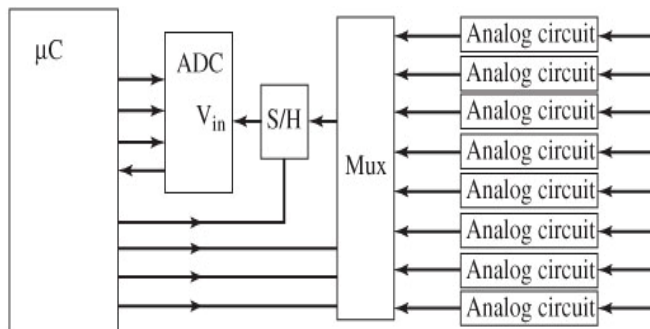 μC
ADC
V_in
S/H
Mux
Analog circuit
Analog circuit
Analog circuit
Analog circuit
Analog circuit
Analog circuit
Analog circuit
Analog circuit